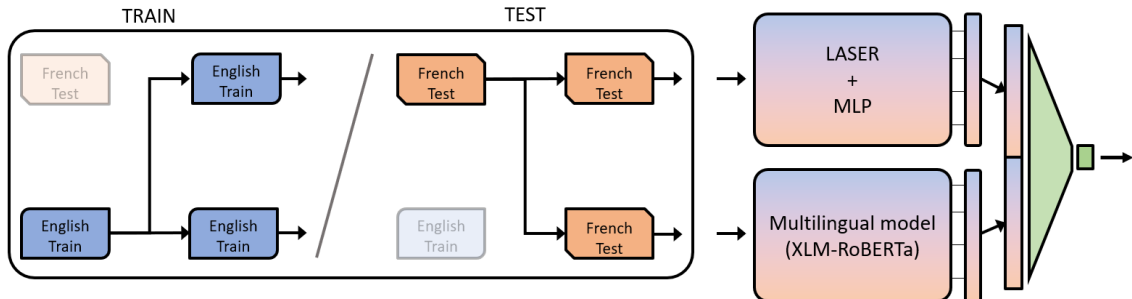 TRAIN
TEST
French
Test
English
Train
French
Test
French
Test
LASER
+
MLP
English
Train
English
Train
English
Train
French
Test
Multilingual model
(XLM-RoBERTa)